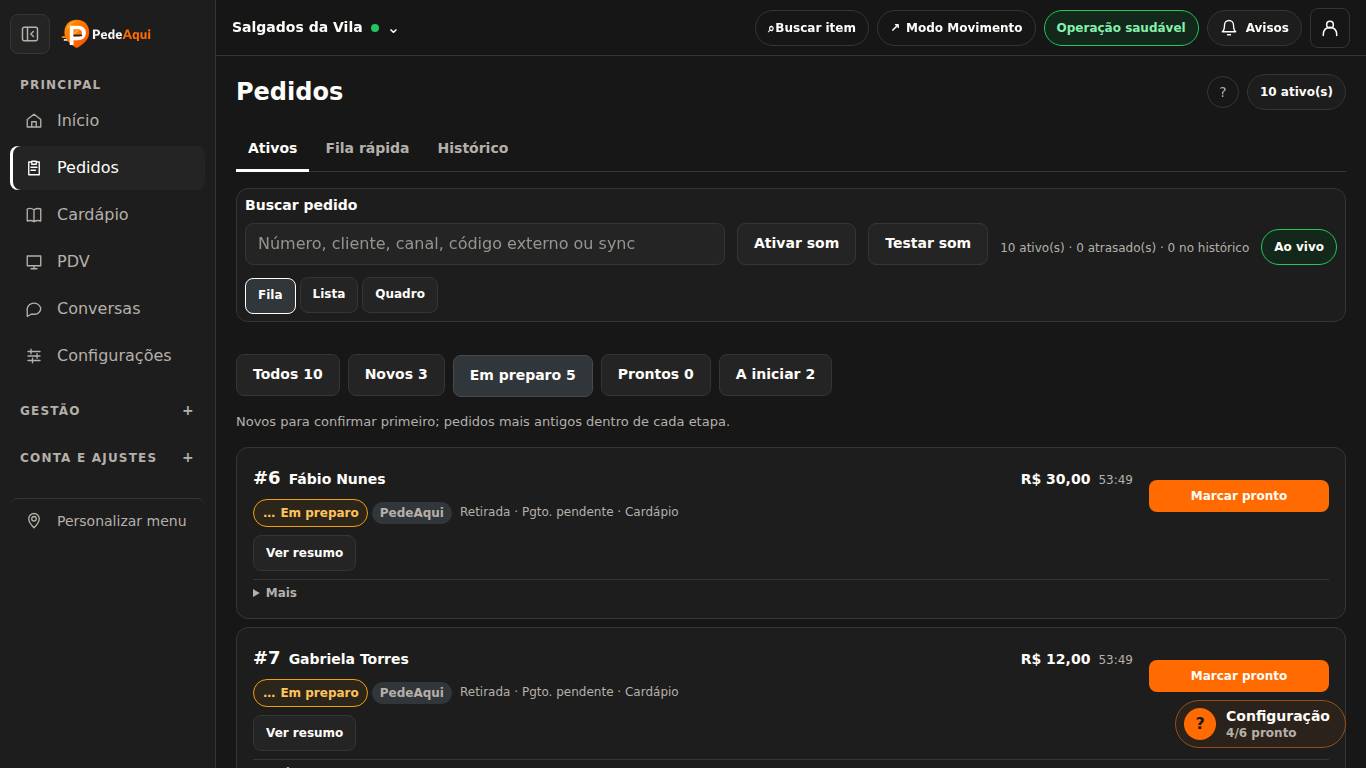 PedeAqui
PRINCIPAL
Início
Pedidos
Cardápio
PDV
Conversas
Configurações
GESTÃO +
CONTA E AJUSTES +
Personalizar menu
Salgados da Vila
Buscar item
↗ Modo Movimento
Operação saudável
Avisos
Pedidos
?
10 ativo(s)
Ativos
Fila rápida
Histórico
Buscar pedido
Número, cliente, canal, código externo ou sync
Ativar som
Testar som
10 ativo(s) · 0 atrasado(s) · 0 no histórico
Ao vivo
Fila
Lista
Quadro
Todos 10
Novos 3
Em preparo 5
Prontos 0
A iniciar 2
Novos para confirmar primeiro; pedidos mais antigos dentro de cada etapa.
#6 Fábio Nunes
R$ 30,00 53:49
Marcar pronto
... Em preparo
PedeAqui
Retirada · Pgto. pendente · Cardápio
Ver resumo
▶ Mais
#7 Gabriela Torres
R$ 12,00 53:49
Marcar pronto
... Em preparo
PedeAqui
Retirada · Pgto. pendente · Cardápio
Ver resumo
?
Configuração
4/6 pronto